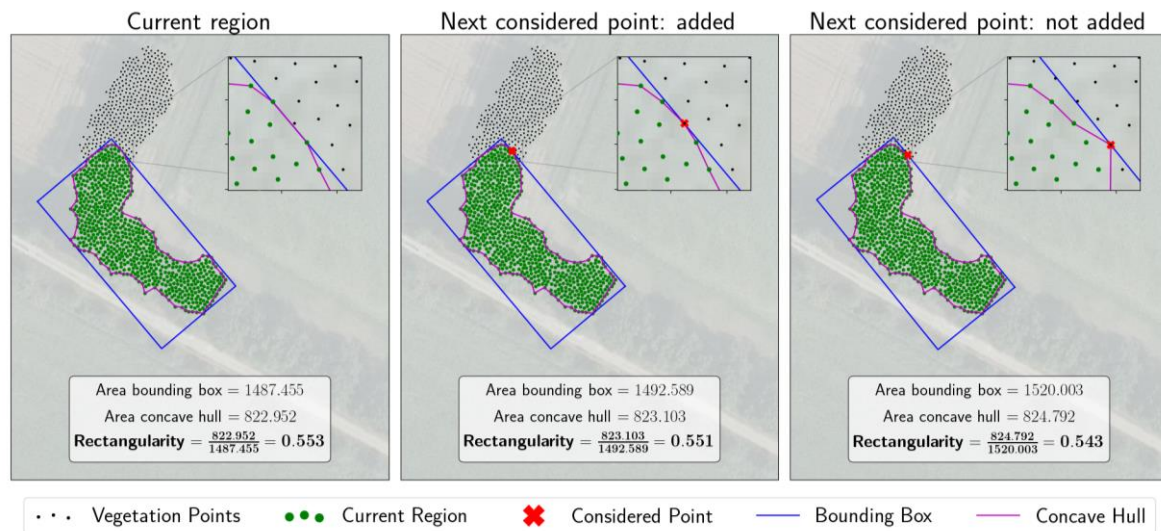 Current region
Next considered point: added
Next considered point: not added
Area bounding box = 1487.455
Area concave hull = 822.952
Rectangularity = 822.952/1487.455 = 0.553
Area bounding box = 1492.589
Area concave hull = 823.103
Rectangularity = 823.103/1492.589 = 0.551
Area bounding box = 1520.003
Area concave hull = 824.792
Rectangularity = 824.792/1520.003 = 0.543
Vegetation Points
Current Region
Considered Point
Bounding Box
Concave Hull